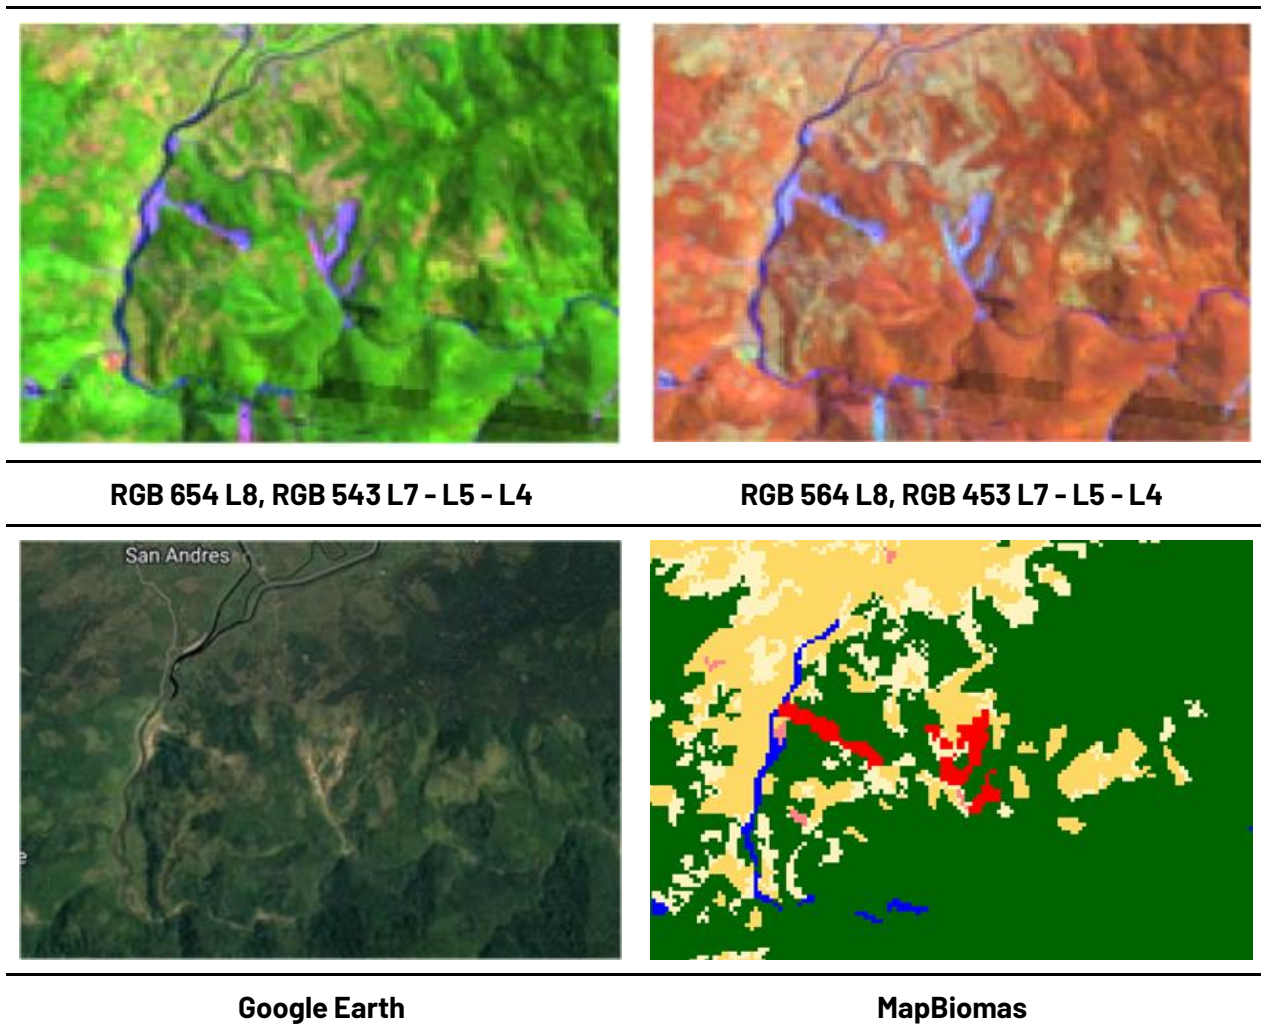 RGB 654 L8, RGB 543 L7 - L5 - L4
RGB 564 L8, RGB 453 L7 - L5 - L4
San Andres
e
Google Earth
MapBiomas